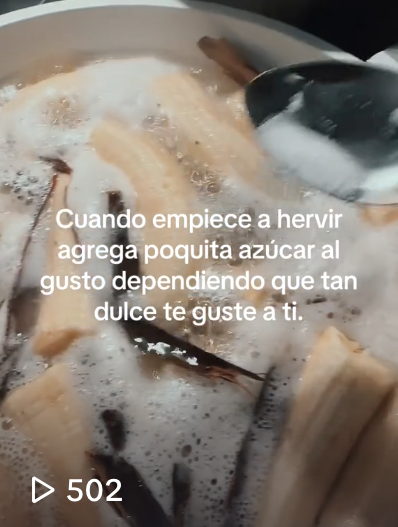 Cuando empiece a hervir
agrega poquita azúcar al
gusto dependiendo que tan
dulce te guste a ti.
502